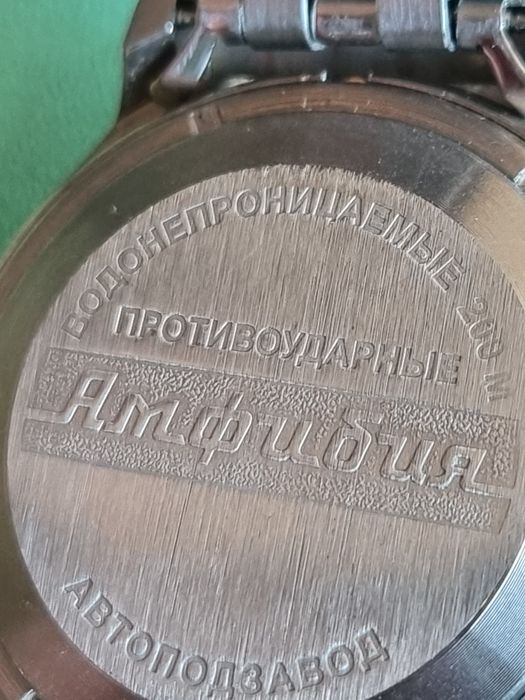 ВОДОНЕПРОНИЦАЕМЫЕ 200 М
ПРОТИВОУДАРНЫЕ
Амфибия
АВТОПОДЗАВОД